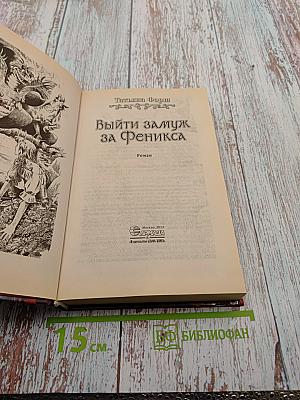 Татьяна Форш
Выйти замуж
за Феникса
Роман
15 см
БИБЛИОФАН